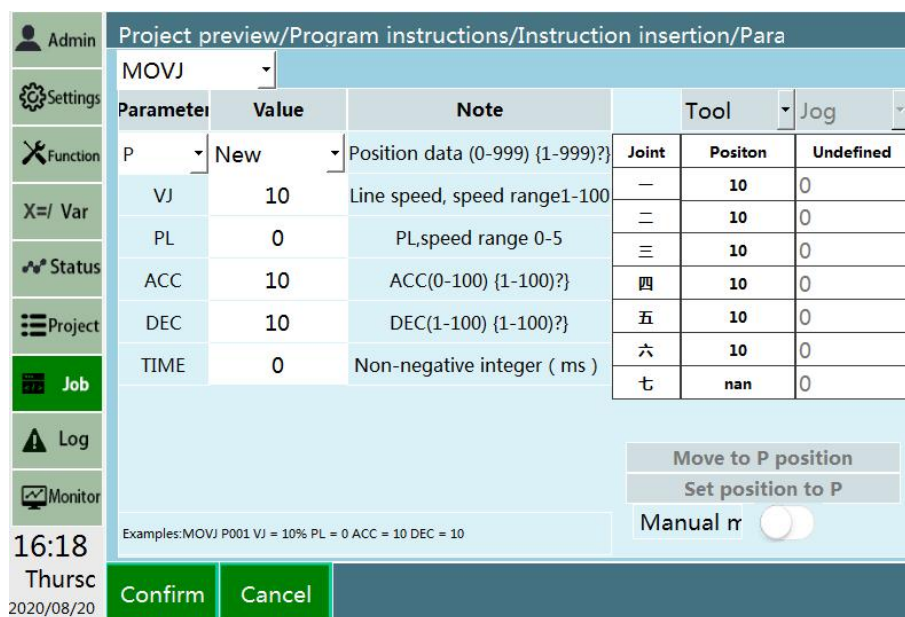 Admin
Project preview/Program instructions/Instruction insertion/Para
MOVJ
Settings
Parameter Value Note Tool Jog
Function
P New Position data (0-999) {1-999)?} Joint Positon Undefined
VJ 10 Line speed, speed range1-100 一 10 0
X=/ Var
二 10 0
PL 0 PL,speed range 0-5 三 10 0
Status
ACC 10 ACC(0-100) {1-100)?} 四 10 0
Project
DEC 10 DEC(1-100) {1-100)?} 五 10 0
六 10 0
TIME 0 Non-negative integer ( ms )
Job
七 nan 0
Log
Move to P position
Monitor
Set position to P
Manual m
Examples:MOVJ P001 VJ = 10% PL = 0 ACC = 10 DEC = 10
16:18
Thursc
2020/08/20
Confirm Cancel